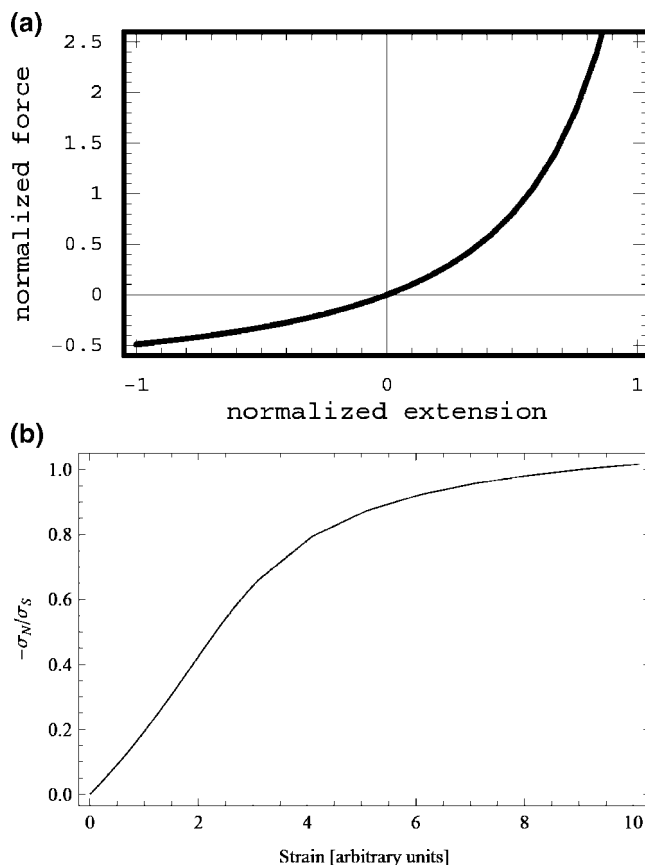 (a)
2.5
2
1.5
1
0.5
0
-0.5
normalized force
-1 0 1
normalized extension
(b)
1.0
0.8
0.6
0.4
0.2
0.0
-σN/σS
0 2 4 6 8 10
Strain [arbitrary units]